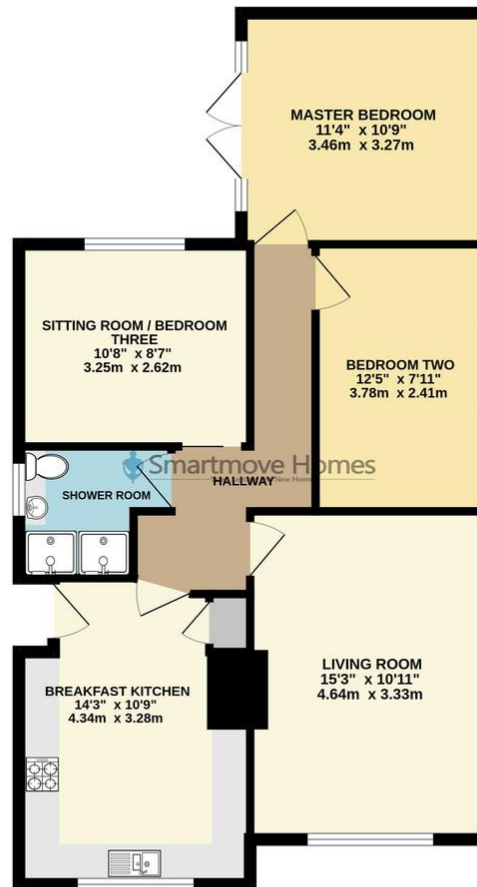 MASTER BEDROOM
11'4" x 10'9"
3.46m x 3.27m
SITTING ROOM / BEDROOM
THREE
10'8" x 8'7"
3.25m x 2.62m
BEDROOM TWO
12'5" x 7'11"
3.78m x 2.41m
Smartmove Homes
SHOWER ROOM
HALLWAY
LIVING ROOM
15'3" x 10'11"
4.64m x 3.33m
BREAKFAST KITCHEN
14'3" x 10'9"
4.34m x 3.28m